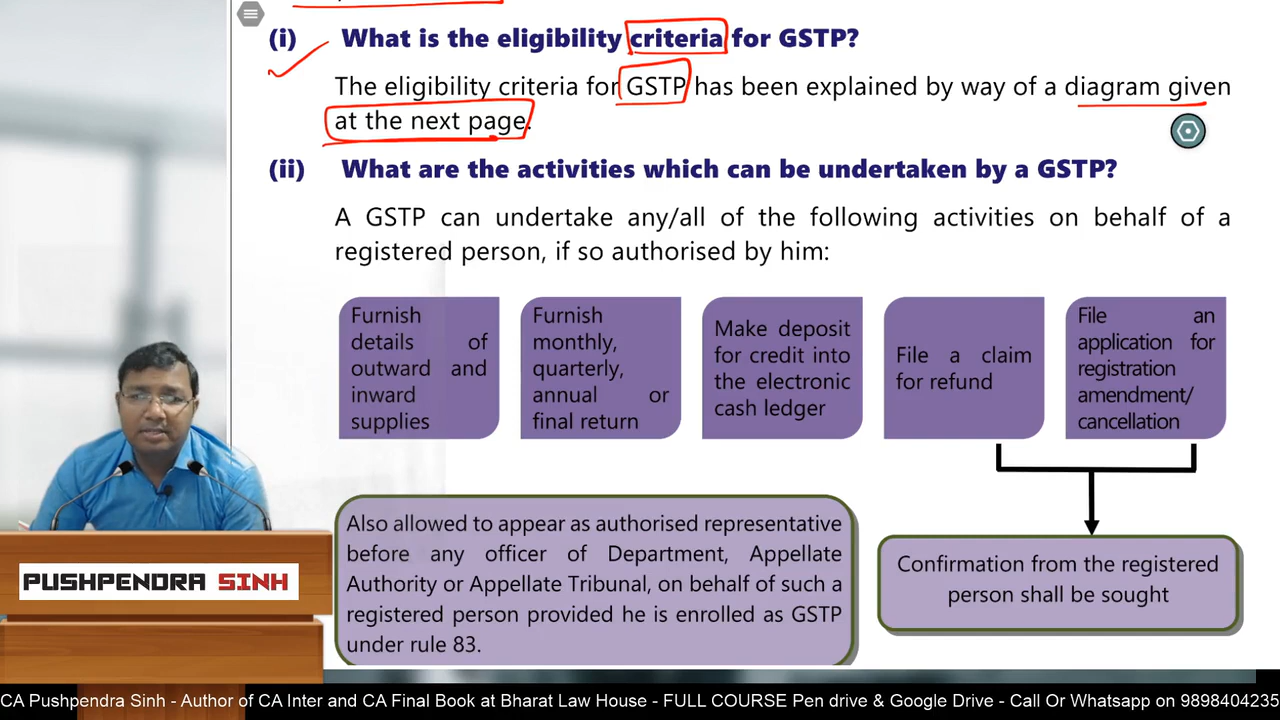 (i) What is the eligibility criteria for GSTP?
The eligibility criteria for GSTP has been explained by way of a diagram given
at the next page.
(ii) What are the activities which can be undertaken by a GSTP?
A GSTP can undertake any/all of the following activities on behalf of a
registered person, if so authorised by him:
Furnish
details of
outward and
inward
supplies
Furnish
monthly,
quarterly,
annual or
final return
Make deposit
for credit into
the electronic
cash ledger
File a claim
for refund
File an
application for
registration
amendment/
cancellation
Also allowed to appear as authorised representative
before any officer of Department, Appellate
Authority or Appellate Tribunal, on behalf of such a
registered person provided he is enrolled as GSTP
under rule 83.
Confirmation from the registered
person shall be sought
PUSHPENDRA SINH
CA Pushpendra Sinh - Author of CA Inter and CA Final Book at Bharat Law House - FULL COURSE Pen drive & Google Drive - Call Or Whatsapp on 9898404235